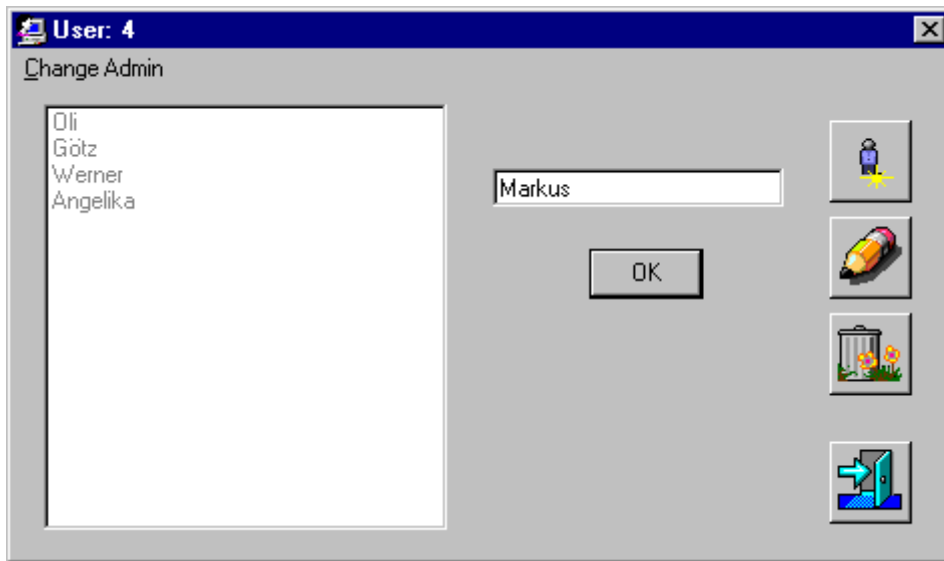 User: 4
Change Admin
Oli
Götz
Werner
Angelika
Markus
OK